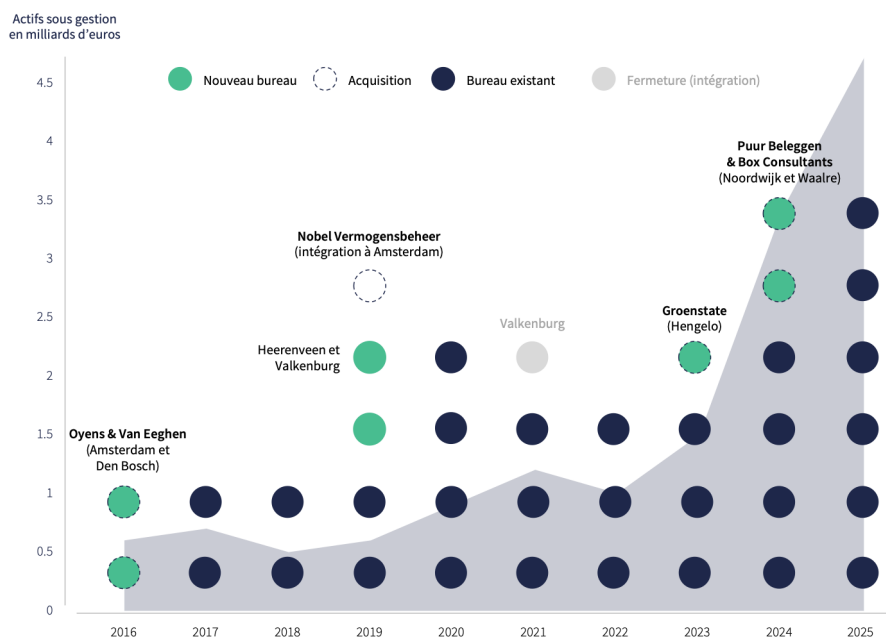 Actifs sous gestion
en milliards d'euros
Nouveau bureau
Acquisition
Bureau existant
Fermeture (intégration)
4.5
4
3.5
3
2.5
2
1.5
1
0.5
0
Puur Beleggen
& Box Consultants
(Noordwijk et Waalre)
Nobel Vermogensbeheer
(intégration à Amsterdam)
Groenstate
(Hengelo)
Valkenburg
Heerenveen et
Valkenburg
Oyens & Van Eeghen
(Amsterdam et
Den Bosch)
2016
2017
2018
2019
2020
2021
2022
2023
2024
2025